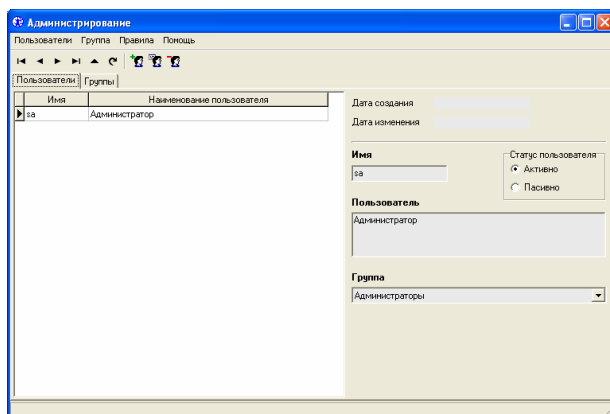 Администрирование
Пользователи Группа Правила Помощь
Пользователи Группы
Имя Наименование пользователя
sa Администратор
Дата создания
Дата изменения
Имя
sa
Статус пользователя
Активно
Пасивно
Пользователь
Администратор
Группа
Администраторы